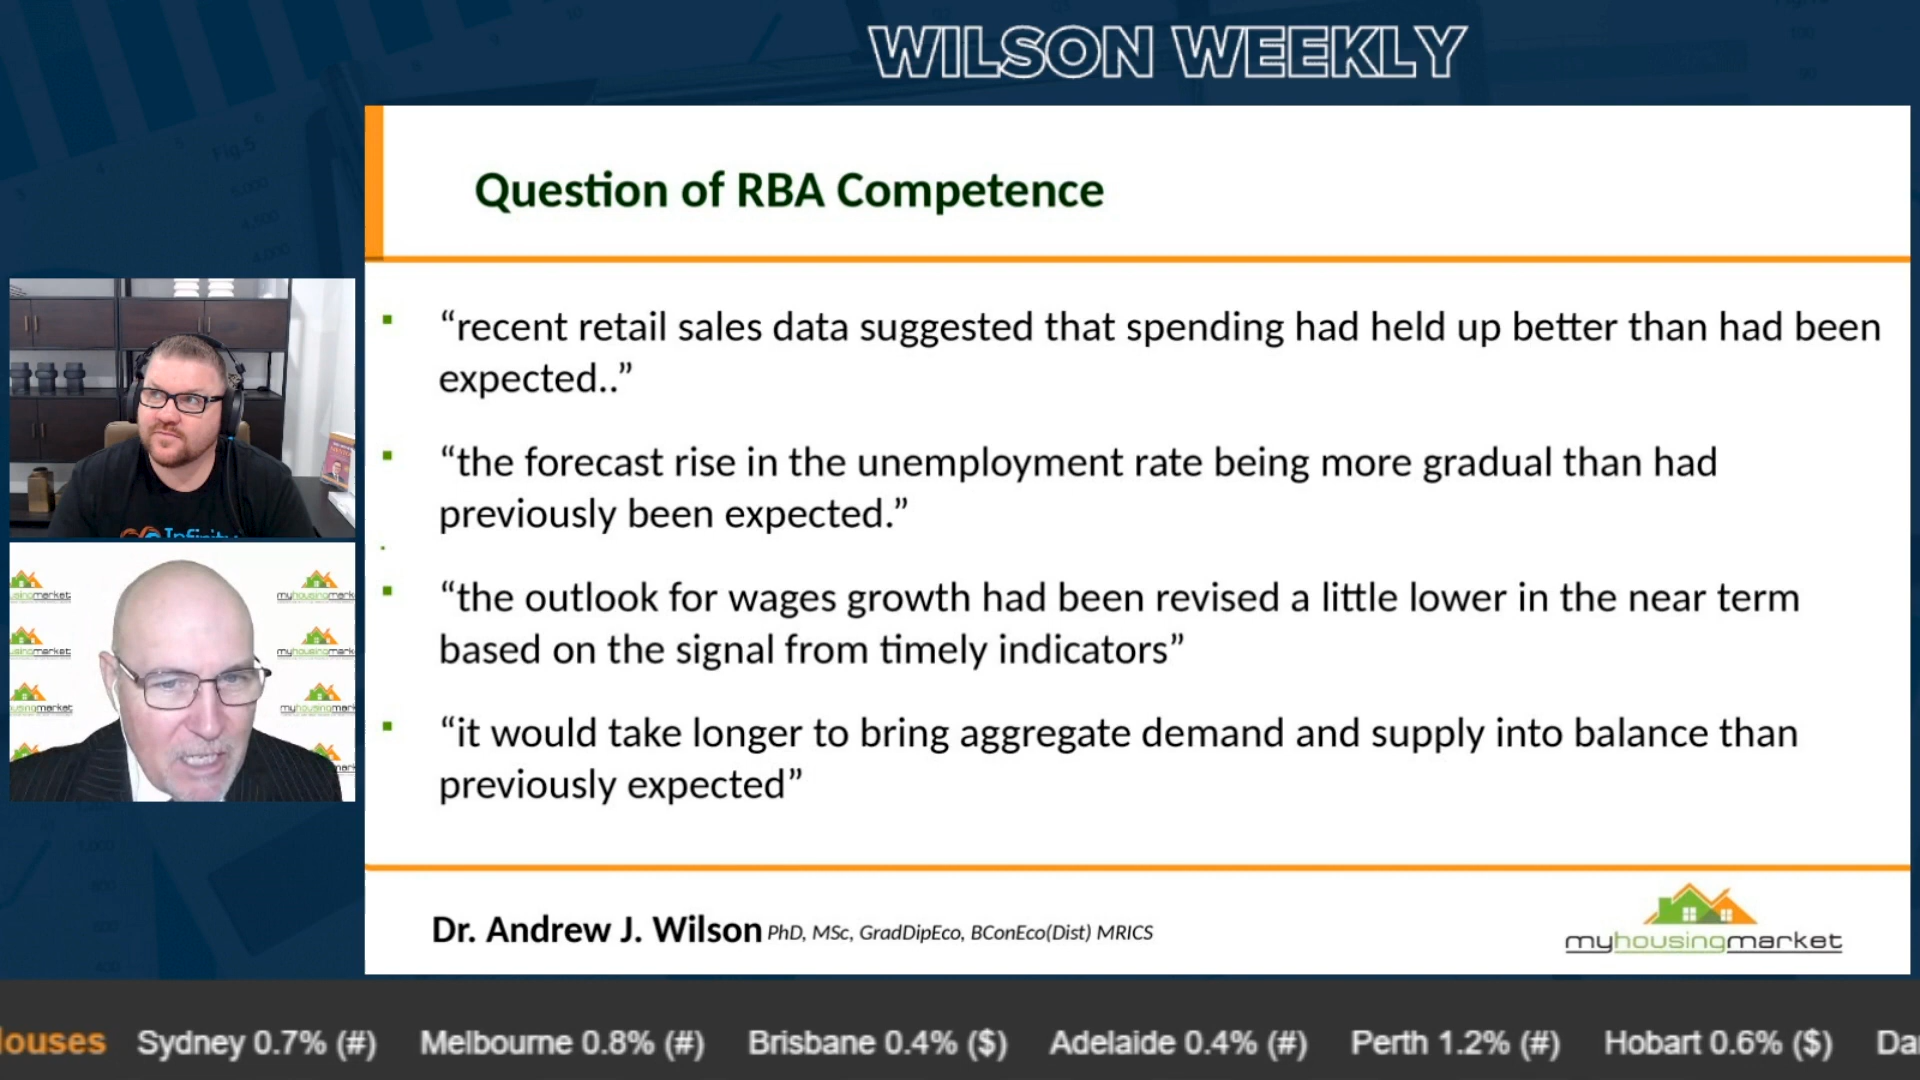 WILSON WEEKLY
Question of RBA Competence
“recent retail sales data suggested that spending had held up better than had been
expected..”
“the forecast rise in the unemployment rate being more gradual than had
previously been expected.”
“the outlook for wages growth had been revised a little lower in the near term
based on the signal from timely indicators”
“it would take longer to bring aggregate demand and supply into balance than
previously expected”
Dr. Andrew J. Wilson PhD, MSc, GradDipEco, BConEco(Dist) MRICS
myhousingmarket
Infinity
Fig.5
Sydney 0.7% (#) Melbourne 0.8% (#) Brisbane 0.4% ($) Adelaide 0.4% (#) Perth 1.2% (#) Hobart 0.6% ($)